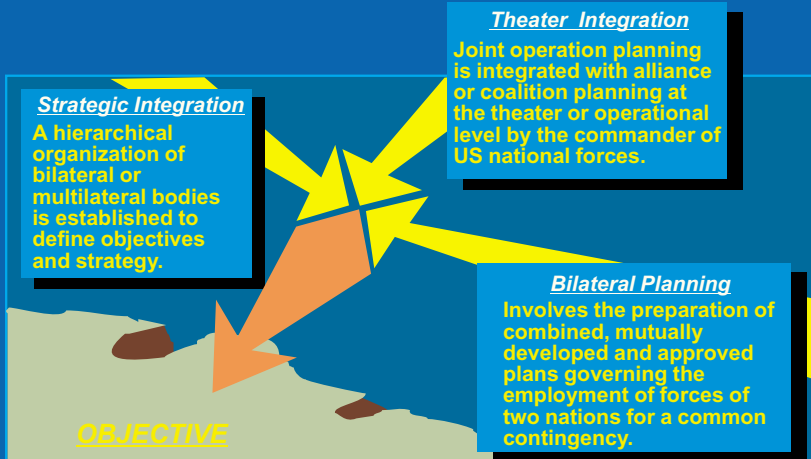 Theater Integration
Joint operation planning
is integrated with alliance
or coalition planning at
the theater or operational
level by the commander of
US national forces.
Strategic Integration
A hierarchical
organization of
bilateral or
multilateral bodies
is established to
define objectives
and strategy.
Bilateral Planning
Involves the preparation of
combined, mutually
developed and approved
plans governing the
employment of forces of
two nations for a common
contingency.
OBJECTIVE